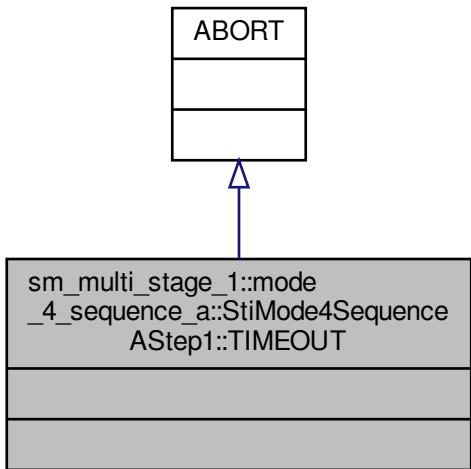 ABORT
sm_multi_stage_1::mode
_4_sequence_a::StiMode4Sequence
AStep1::TIMEOUT